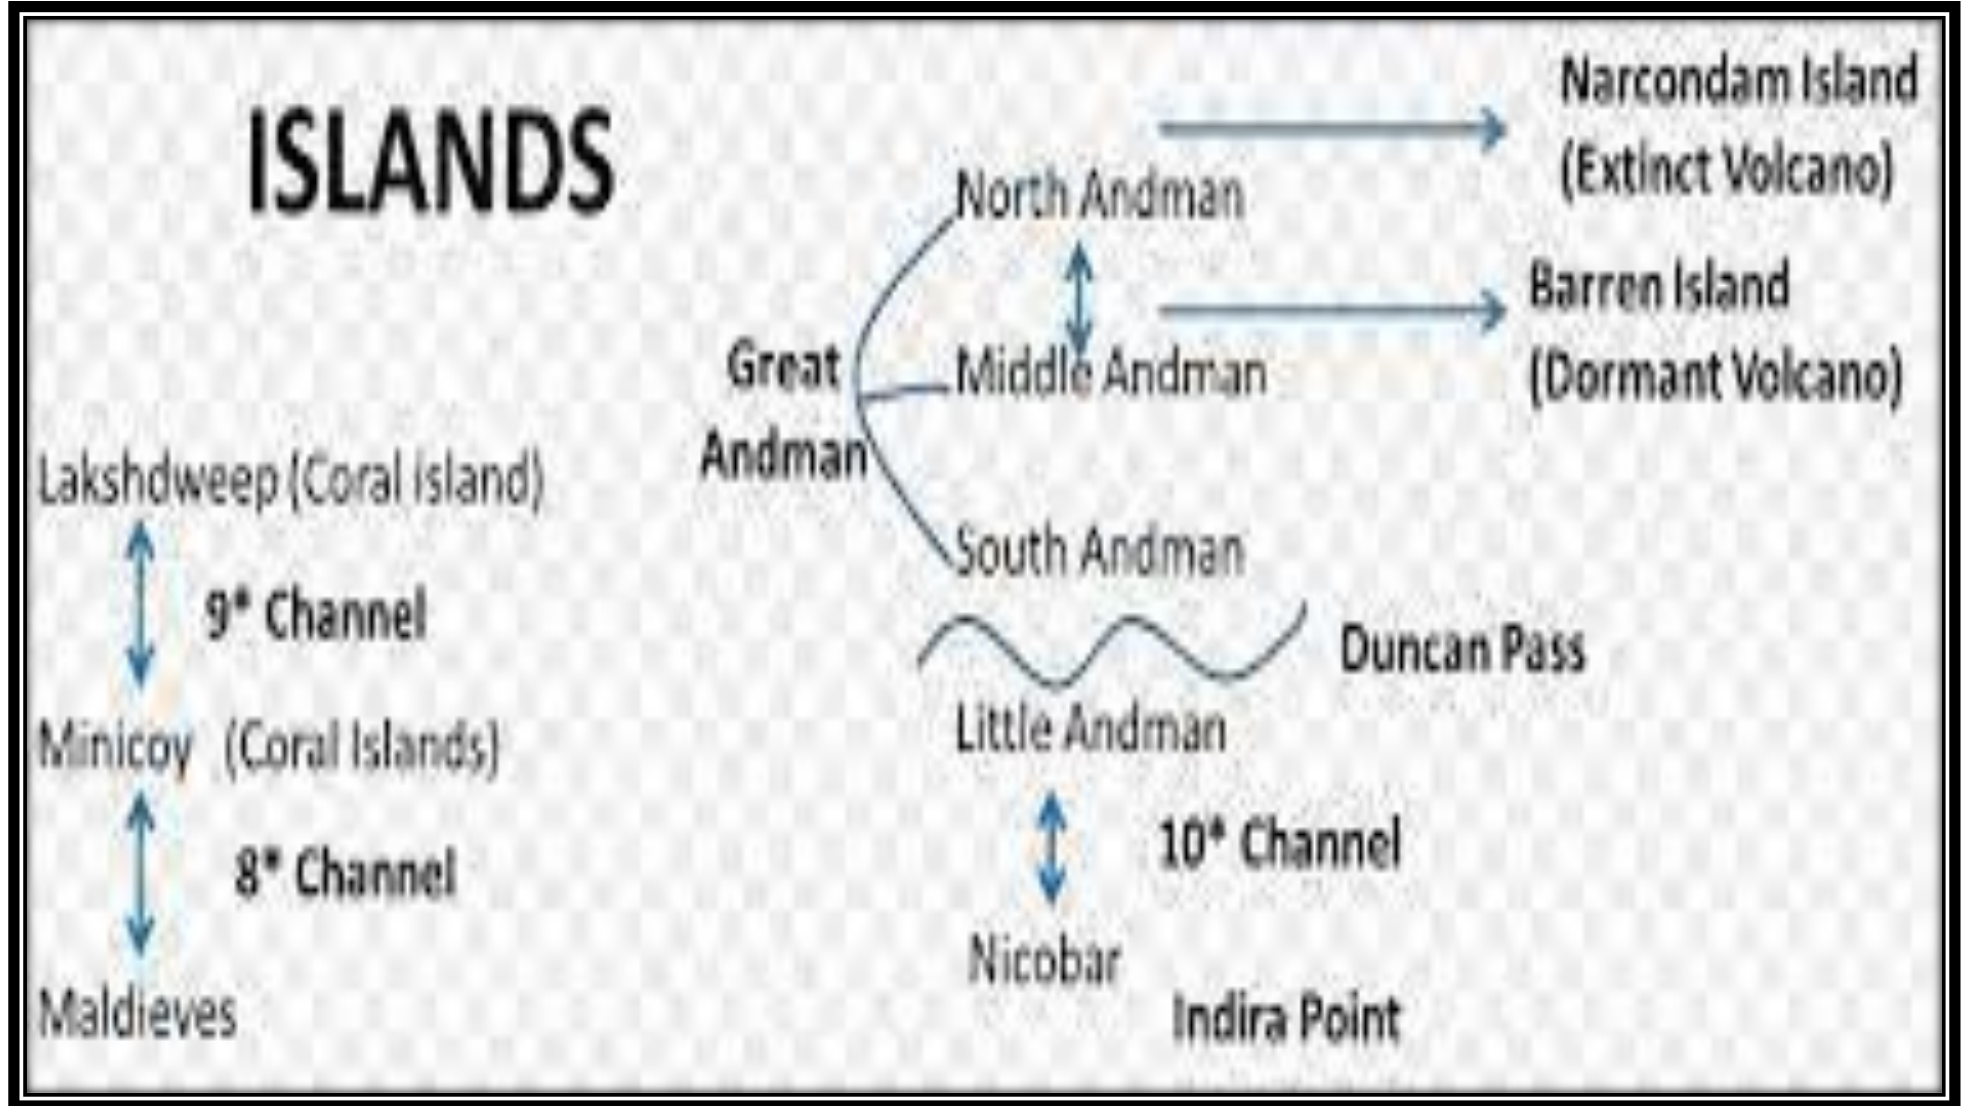 ISLANDS
Narcondam Island
(Extinct Volcano)
North Andman
Barren Island
(Dormant Volcano)
Great
Andman
Middle Andman
South Andman
Duncan Pass
Little Andman
10* Channel
Nicobar
Indira Point
Lakshdweep (Coral island)
9* Channel
Minicoy (Coral Islands)
8* Channel
Maldieves